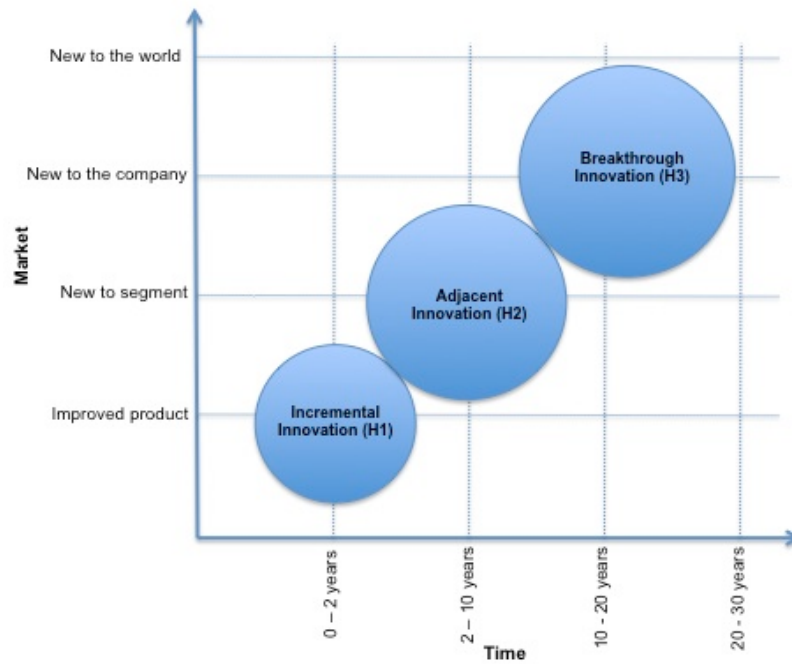 New to the world
Breakthrough
Innovation (H3)
New to the company
Market
New to segment
Adjacent
Innovation (H2)
Improved product
Incremental
Innovation (H1)
0 – 2 years
2 – 10 years
10 - 20 years
20 - 30 years
Time